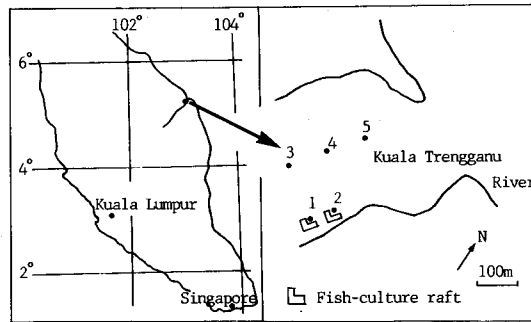 102° 104°
6°
4°
2°
Kuala Lumpur
Singapore
3 4 5
Kuala Trengganu
River
1 2
N
100m
Fish-culture raft